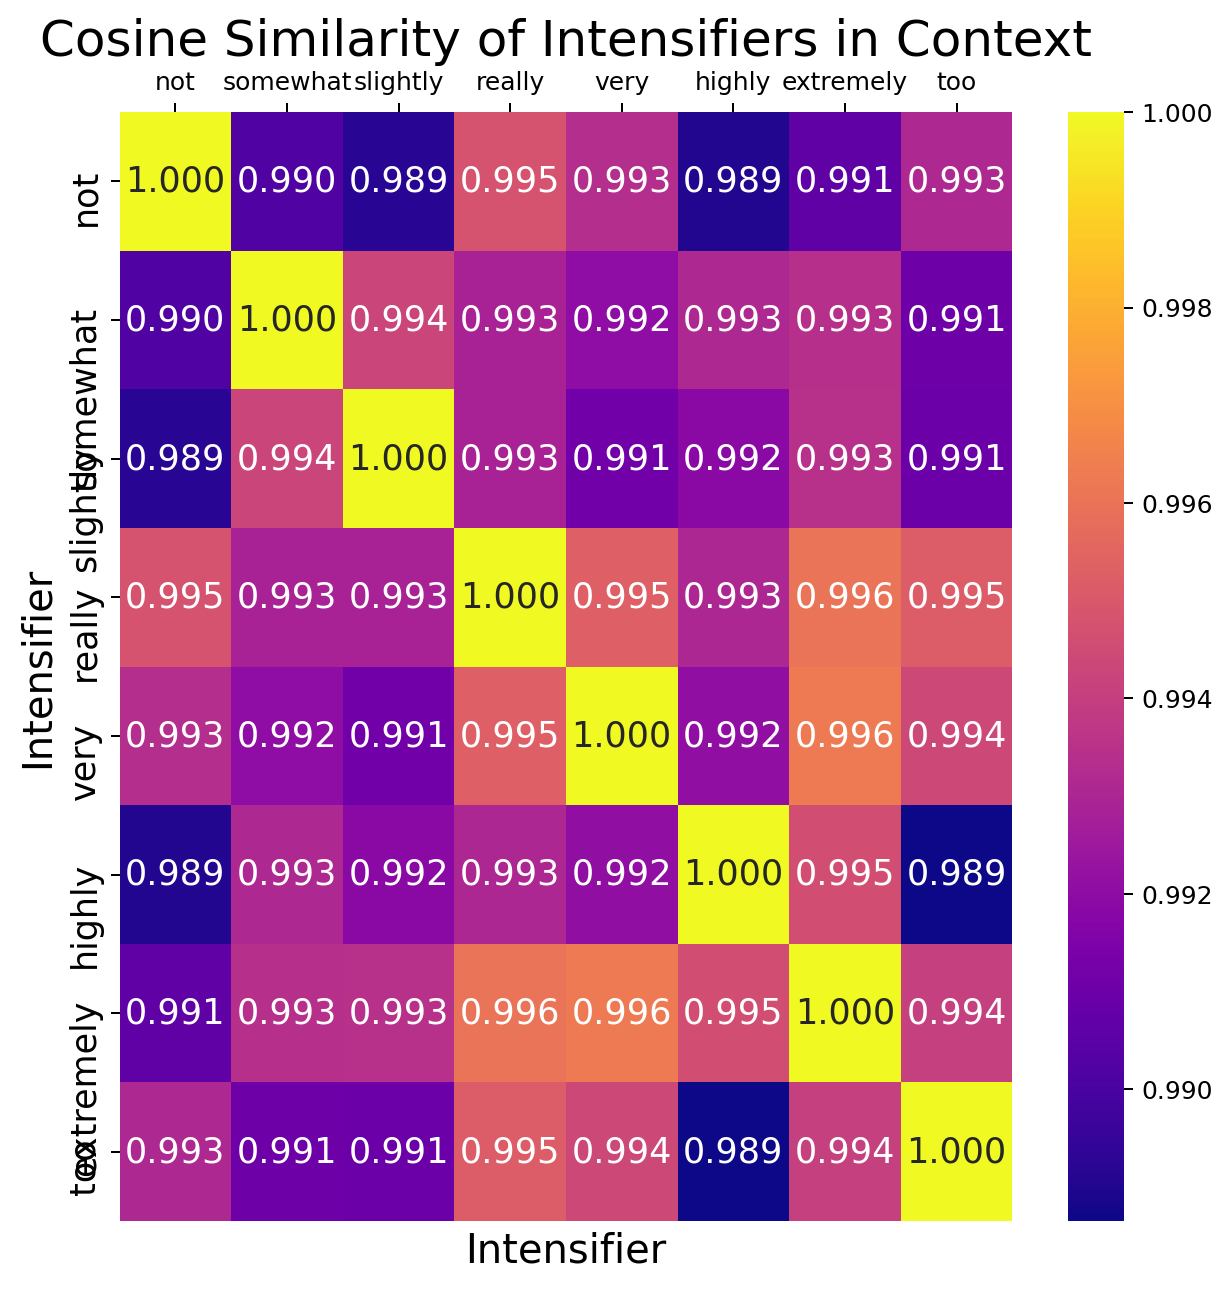 Cosine Similarity of Intensifiers in Context
not somewhat slightly really very highly extremely too
not 1.000 0.990 0.989 0.995 0.993 0.989 0.991 0.993
somewhat 0.990 1.000 0.994 0.993 0.992 0.993 0.993 0.991
slightly 0.989 0.994 1.000 0.993 0.991 0.992 0.993 0.991
really 0.995 0.993 0.993 1.000 0.995 0.993 0.996 0.995
very 0.993 0.992 0.991 0.995 1.000 0.992 0.996 0.994
highly 0.989 0.993 0.992 0.993 0.992 1.000 0.995 0.989
extremely 0.991 0.993 0.993 0.996 0.996 0.995 1.000 0.994
too 0.993 0.991 0.991 0.995 0.994 0.989 0.994 1.000
Intensifier
Intensifier
1.000
0.998
0.996
0.994
0.992
0.990